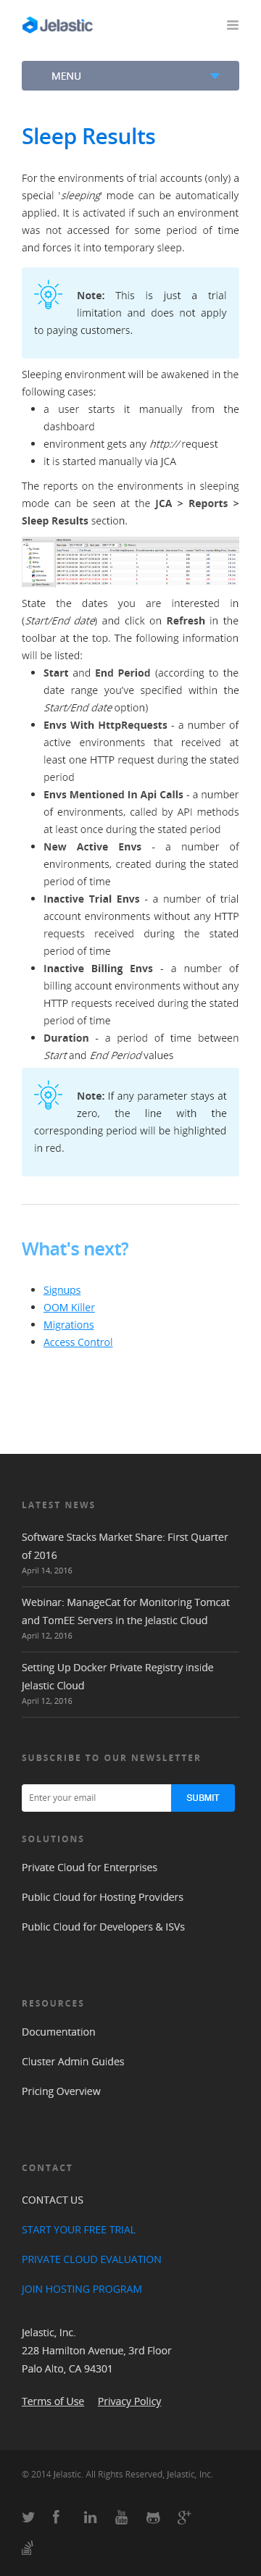 Jelastic
MENU
Sleep Results
For the environments of trial accounts (only) a
special 'sleeping' mode can be automatically
applied. It is activated if such an environment
was not accessed for some period of time
and forces it into temporary sleep.
Note: This is just a trial
limitation and does not apply
to paying customers.
Sleeping environment will be awakened in the
following cases:
• a user starts it manually from the
dashboard
• environment gets any http:// request
• it is started manually via JCA
The reports on the environments in sleeping
mode can be seen at the JCA > Reports >
Sleep Results section.
State the dates you interested in
(Start/End date) and click on Refresh in the
toolbar at the top. The following information
will be listed:
• Start and End Period (according to the
date range you've specified within the
Start/End date option)
• Envs With HttpRequests - a number of
active environments that received at
least one HTTP request during the stated
period
• Envs Mentioned In Api Calls - a number
of environments, called by API methods
at least once during the stated period
• New Active Envs - a number of
environments, created during the stated
period of time
• Inactive Trial Envs - a number of trial
account environments without any HTTP
requests received during the stated
period of time
• Inactive Billing Envs - a number of
billing account environments without any
HTTP requests received during the stated
period of time
• Duration - a period of time between
Start and End Period values
Note: If any parameter stays at
zero, the line with the
corresponding period will be highlighted
in red.
What's next?
• Signups
• OOM Killer
• Migrations
• Access Control
LATEST NEWS
Software Stacks Market Share: First Quarter
of 2016
April 14, 2016
Webinar: ManageCat for Monitoring Tomcat
and TomEE Servers in the Jelastic Cloud
April 12, 2016
Setting Up Docker Private Registry inside
Jelastic Cloud
April 12, 2016
SUBSCRIBE TO OUR NEWSLETTER
Enter your email SUBMIT
SOLUTIONS
Private Cloud for Enterprises
Public Cloud for Hosting Providers
Public Cloud for Developers & ISVs
RESOURCES
Documentation
Cluster Admin Guides
Pricing Overview
CONTACT
CONTACT US
START YOUR FREE TRIAL
PRIVATE CLOUD EVALUATION
JOIN HOSTING PROGRAM
Jelastic, Inc.
228 Hamilton Avenue, 3rd Floor
Palo Alto, CA 94301
Terms of Use Privacy Policy
© 2014 Jelastic. All Rights Reserved, Jelastic, Inc.